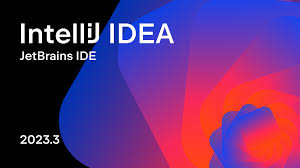 IntelliJ IDEA
JetBrains IDE
2023.3